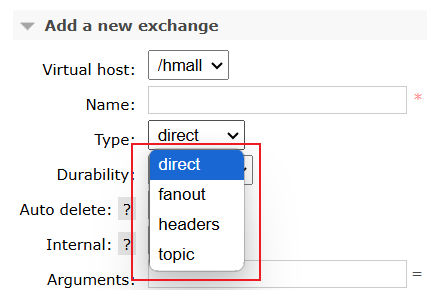 Add a new exchange
Virtual host: /hmall
Name: *
Type: direct
direct
Durability:
fanout
Auto delete: ?
headers
Internal: ?
topic
Arguments: =